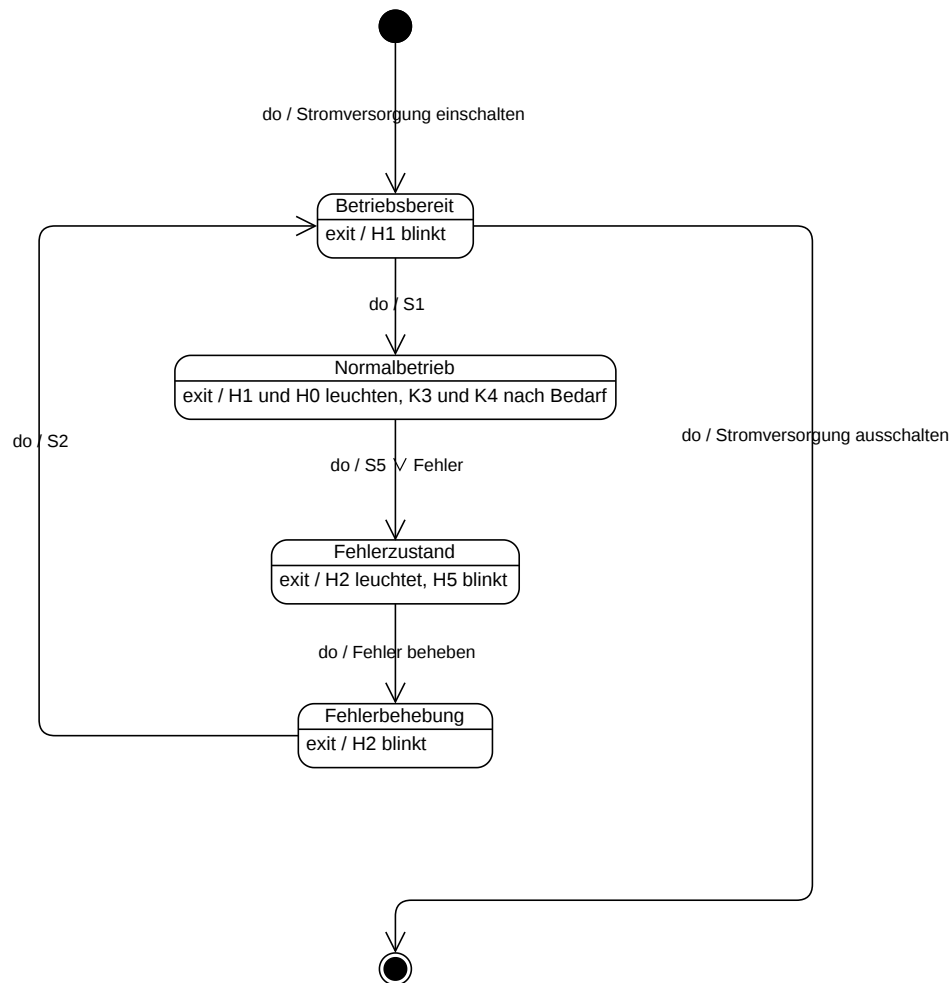 do / Stromversorgung einschalten
Betriebsbereit
exit / H1 blinkt
do / S1
Normalbetrieb
exit / H1 und H0 leuchten, K3 und K4 nach Bedarf
do / S2
do / Stromversorgung ausschalten
do / S5 ∨ Fehler
Fehlerzustand
exit / H2 leuchtet, H5 blinkt
do / Fehler beheben
Fehlerbehebung
exit / H2 blinkt